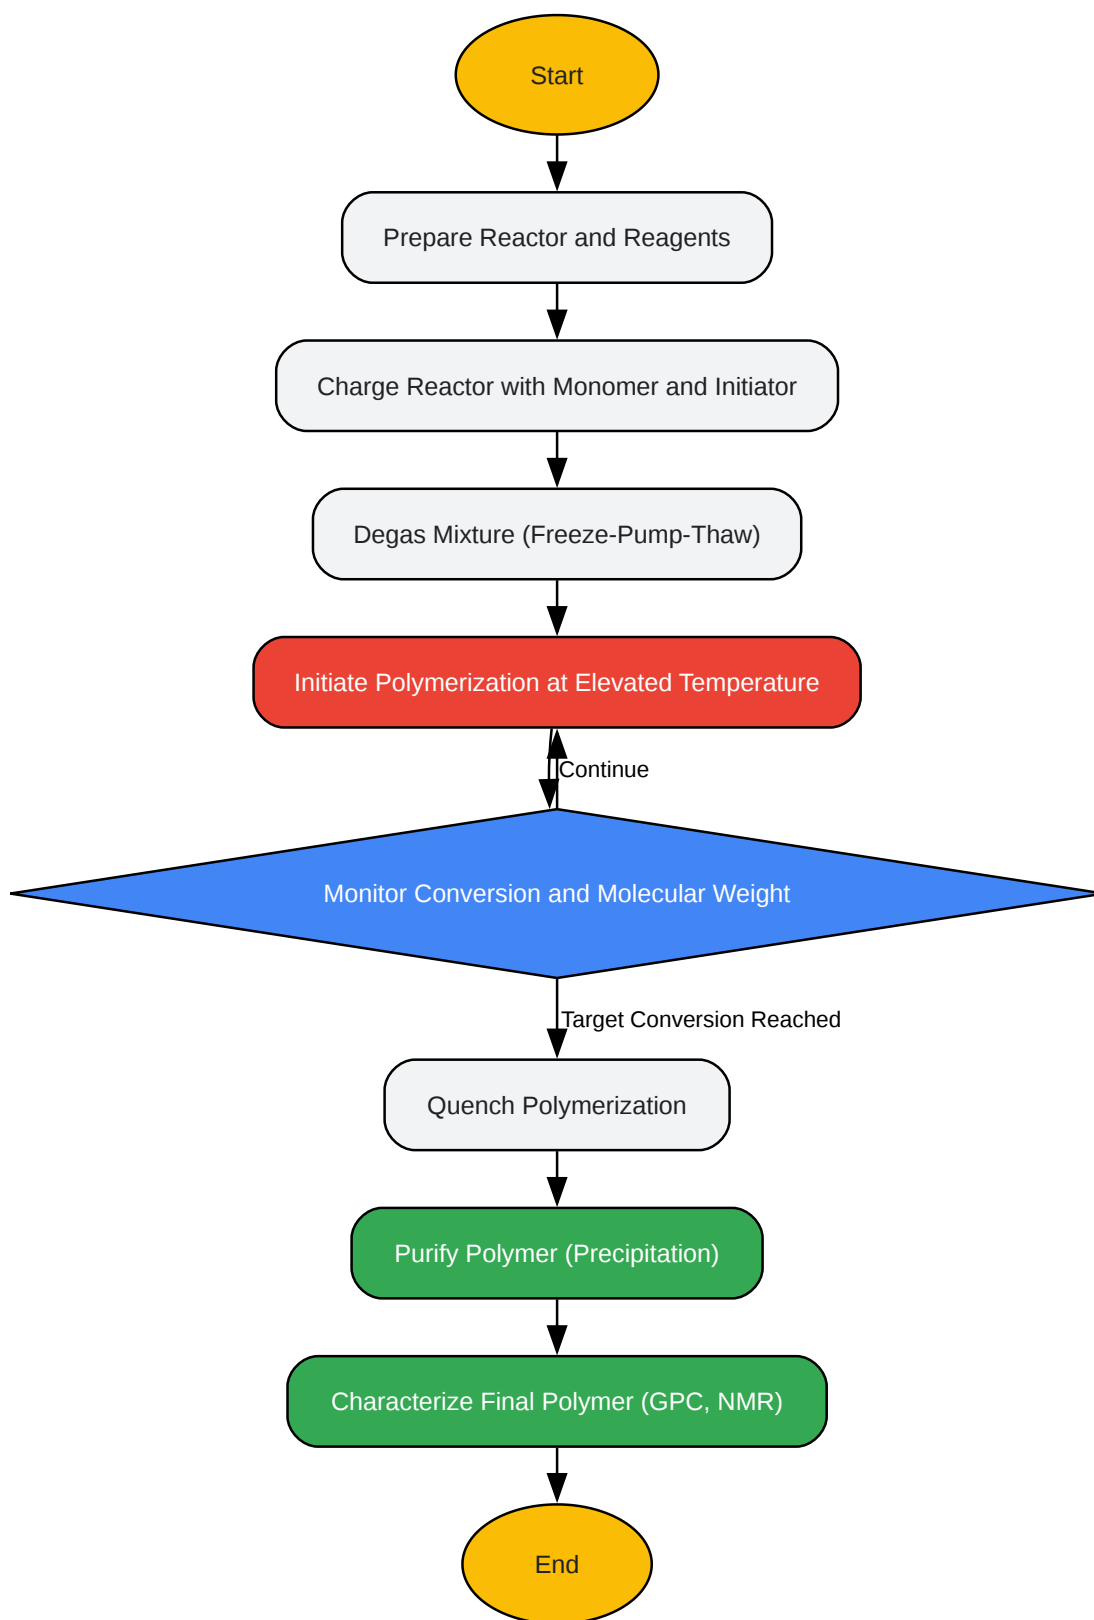 Start
Prepare Reactor and Reagents
Charge Reactor with Monomer and Initiator
Degas Mixture (Freeze-Pump-Thaw)
Initiate Polymerization at Elevated Temperature
Continue
Monitor Conversion and Molecular Weight
Target Conversion Reached
Quench Polymerization
Purify Polymer (Precipitation)
Characterize Final Polymer (GPC, NMR)
End